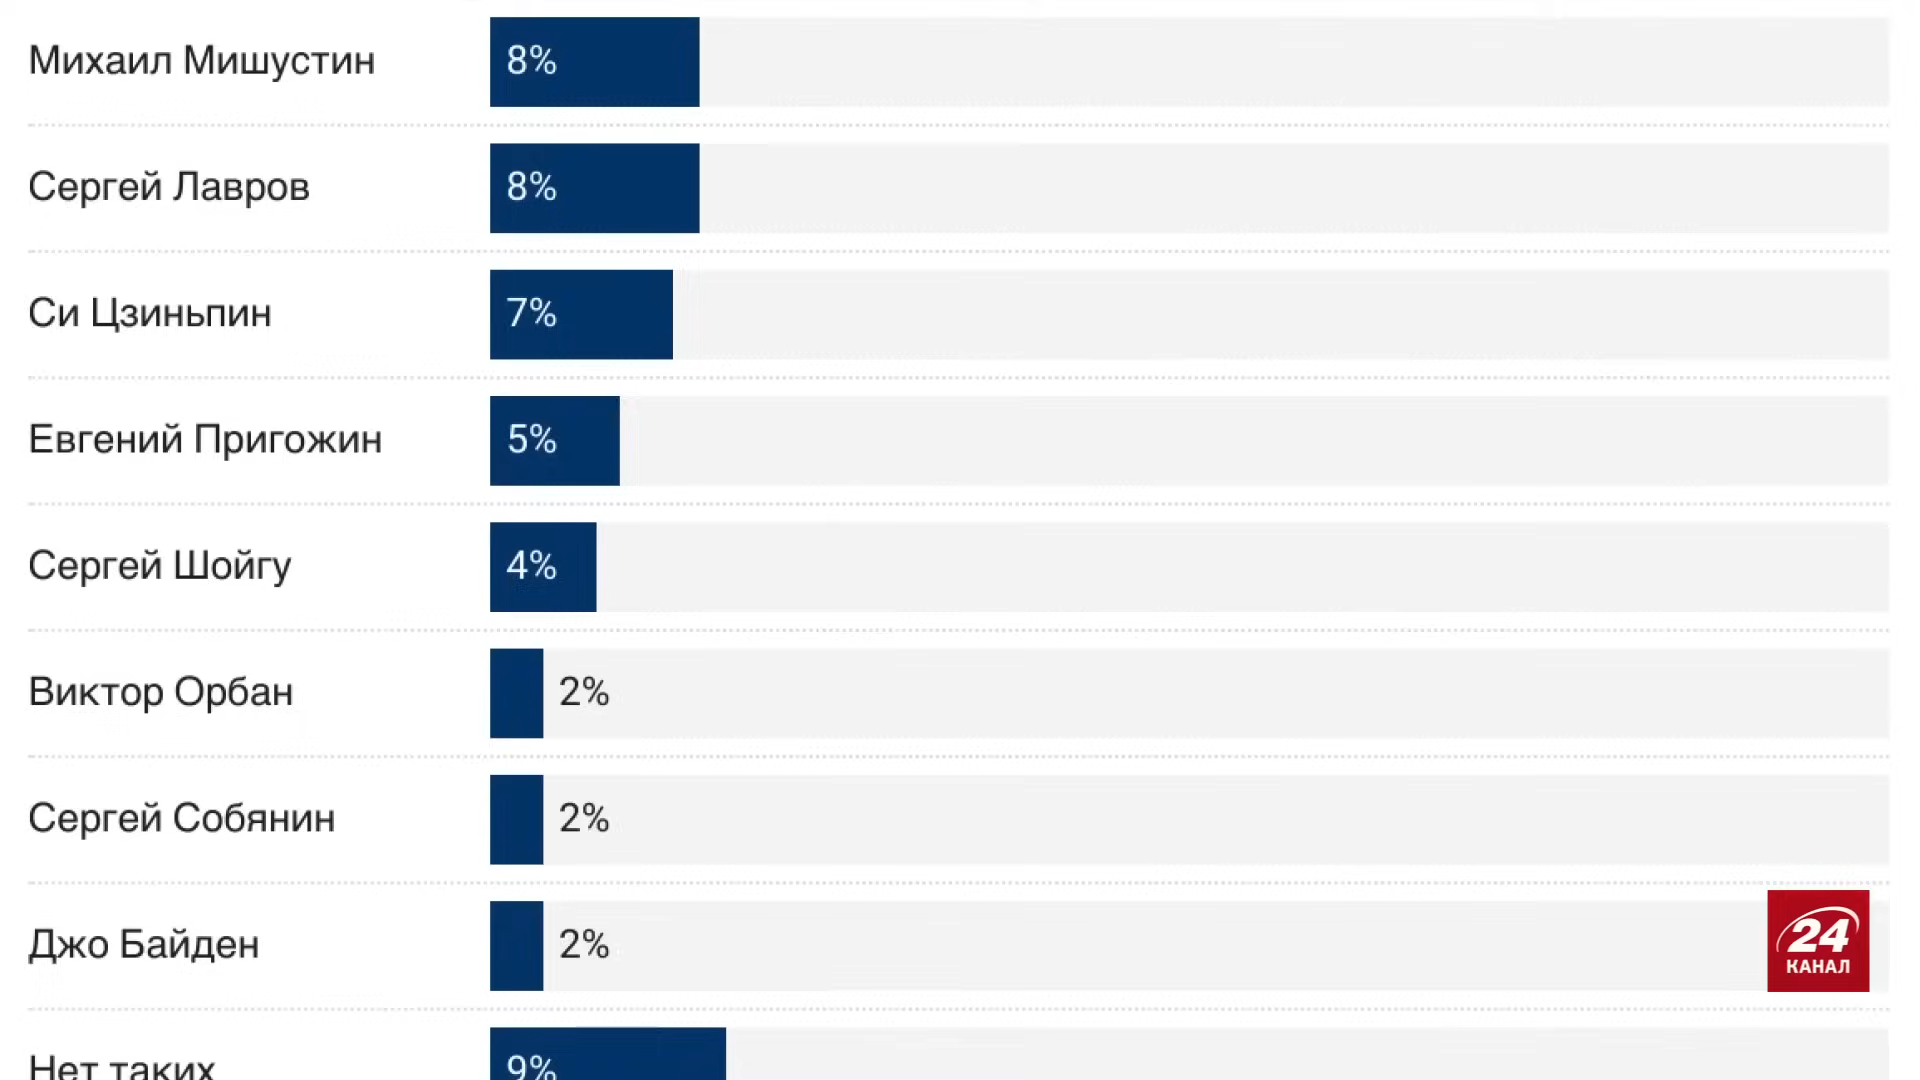 Михаил Мишустин 8%
Сергей Лавров 8%
Си Цзиньпин 7%
Евгений Пригожин 5%
Сергей Шойгу 4%
Виктор Орбан 2%
Сергей Собянин 2%
Джо Байден 2%
24
КАНАЛ
Нет таких 9%